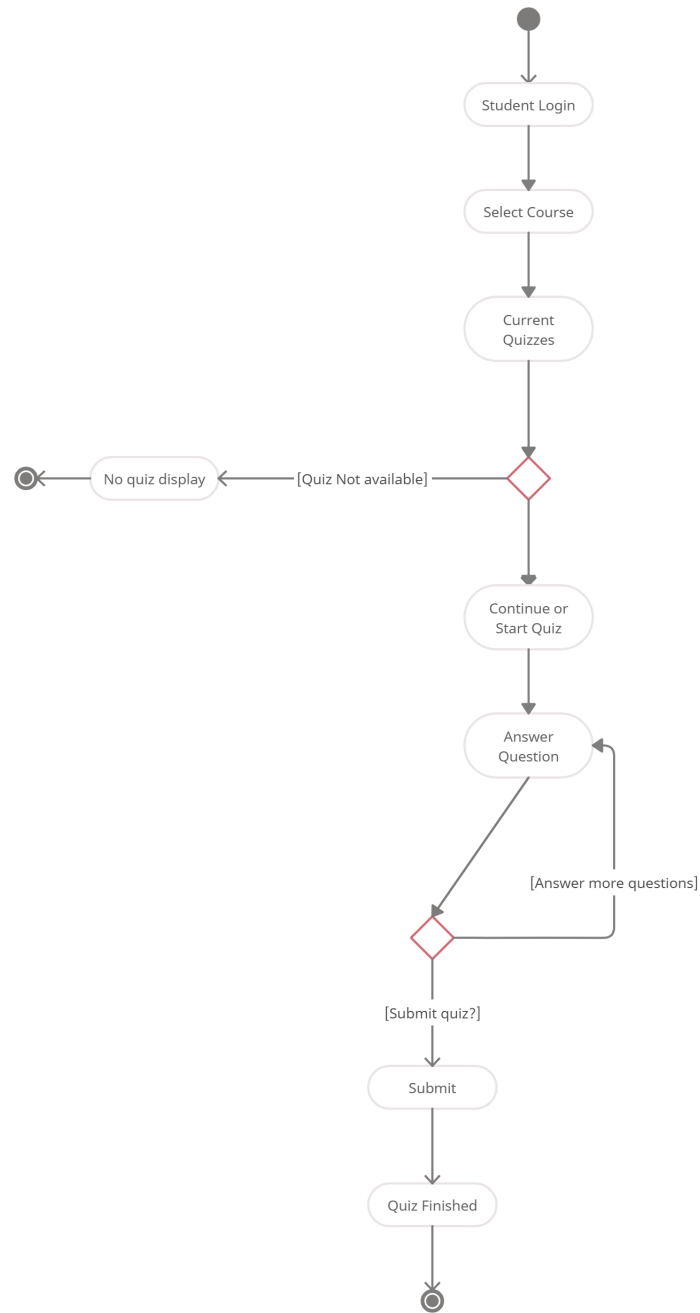 Student Login
Select Course
Current
Quizzes
No quiz display
[Quiz Not available]
Continue or
Start Quiz
Answer
Question
[Answer more questions]
[Submit quiz?]
Submit
Quiz Finished